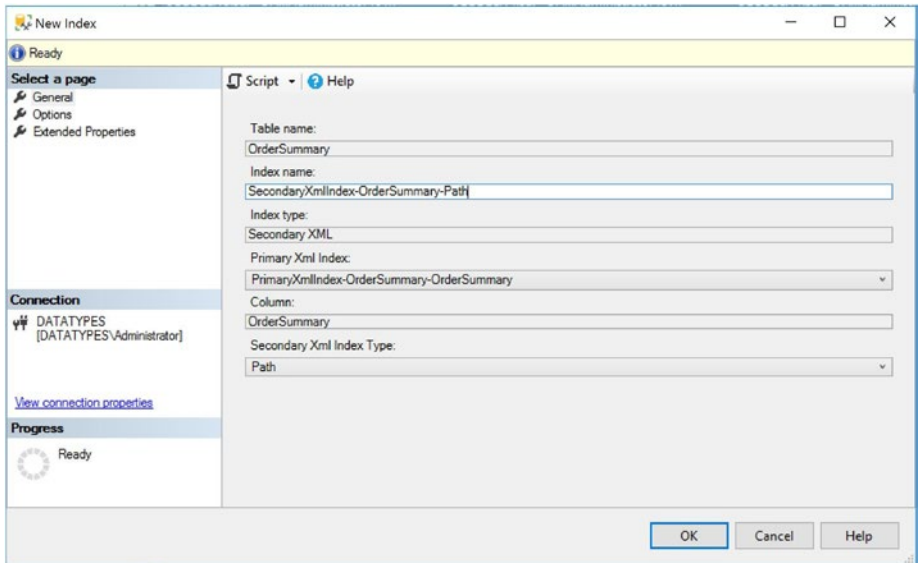 New Index
Ready
Select a page
General
Options
Extended Properties
Script
Help
Table name:
OrderSummary
Index name:
SecondaryXmlIndex-OrderSummary-Path
Index type:
Secondary XML
Primary Xml Index:
PrimaryXmlIndex-OrderSummary-OrderSummary
Column:
OrderSummary
Secondary Xml Index Type:
Path
Connection
DATATYPES
[DATATYPES\Administrator]
View connection properties
Progress
Ready
OK
Cancel
Help